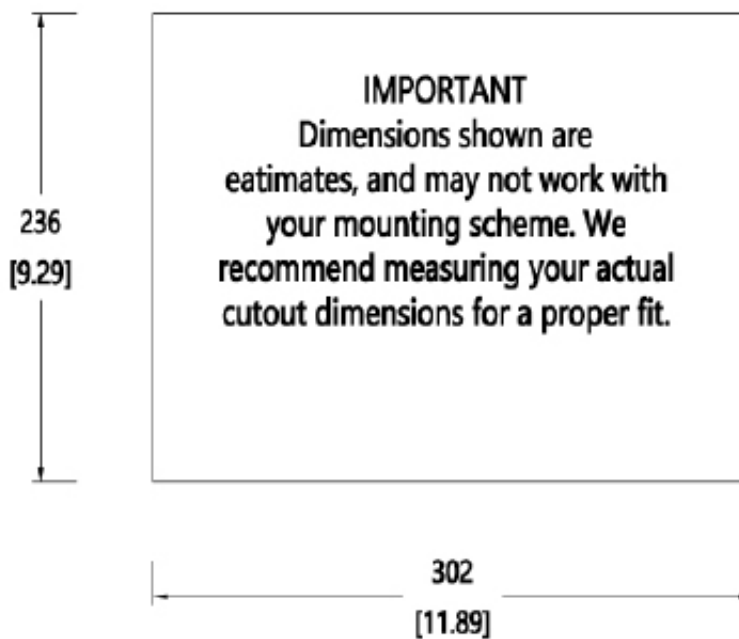 IMPORTANT
Dimensions shown are
eatimates, and may not work with
your mounting scheme. We
recommend measuring your actual
cutout dimensions for a proper fit.
236
[9.29]
302
[11.89]